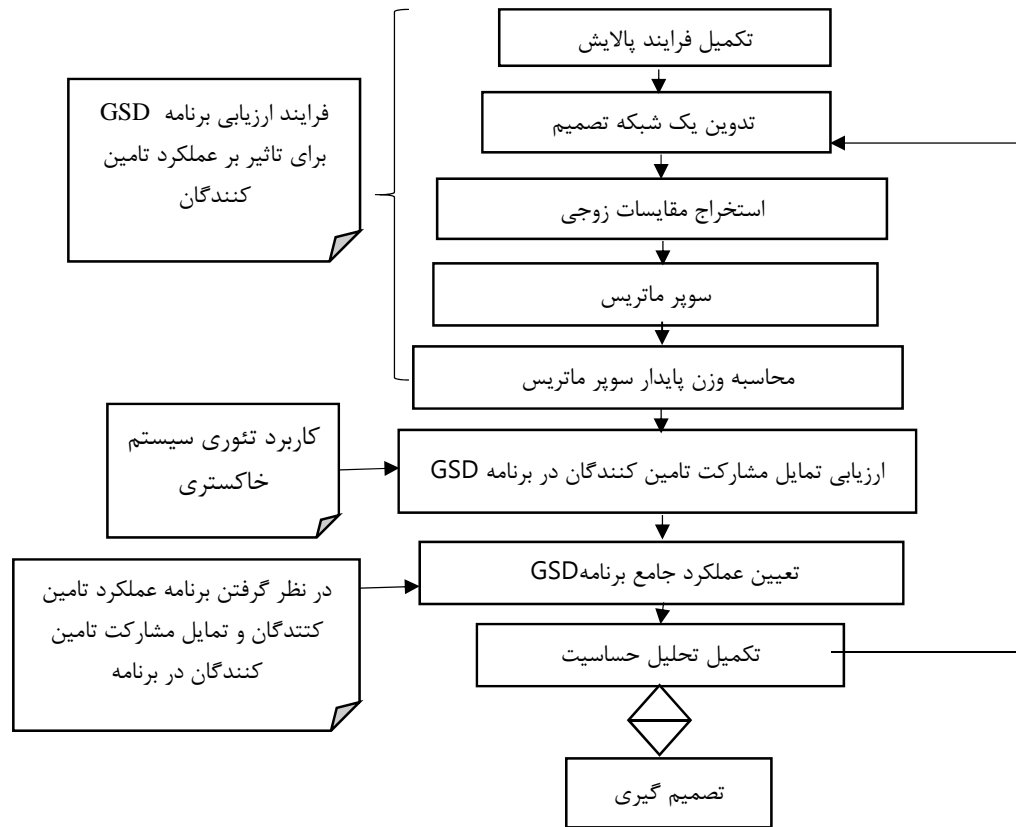 تکمیل فرایند پالایش
فرایند ارزیابی برنامه GSD
برای تاثیر بر عملکرد تامین
کنندگان
تدوین یک شبکه تصمیم
استخراج مقایسات زوجی
سوپر ماتریس
محاسبه وزن پایدار سوپر ماتریس
کاربرد تئوری سیستم
خاکستری
ارزیابی تمایل مشارکت تامین کنندگان در برنامه GSD
تعیین عملکرد جامع برنامهGSD
در نظر گرفتن برنامه عملکرد تامین
کتتدگان و تمایل مشارکت تامین
کنندگان در برنامه
تکمیل تحلیل حساسیت
تصمیم گیری